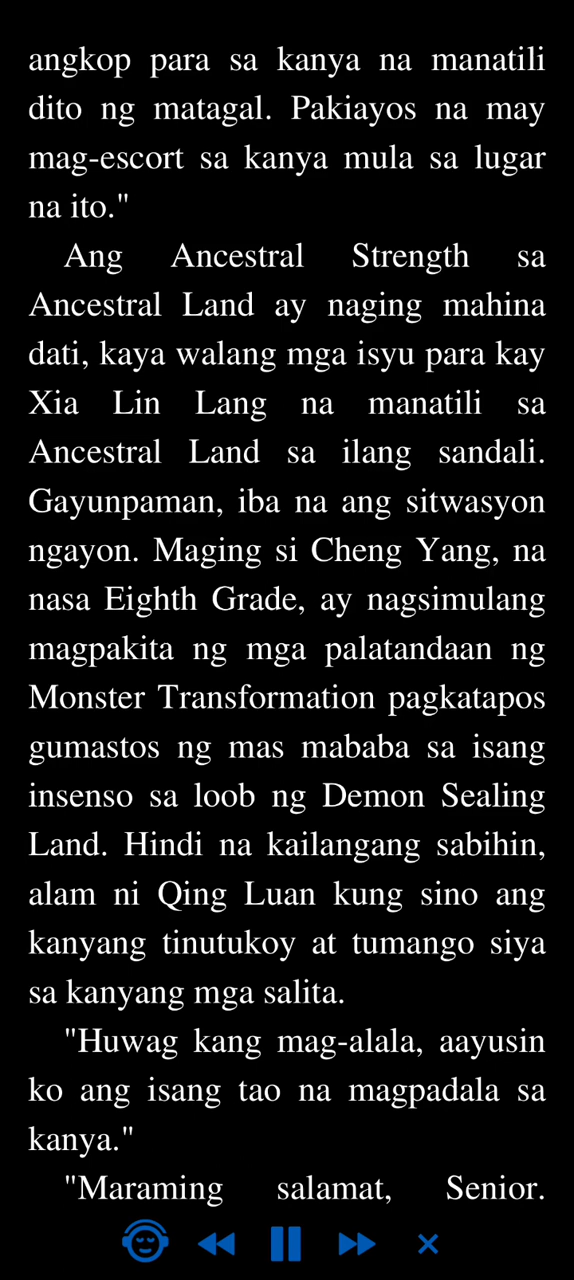 angkop para sa kanya na manatili
dito ng matagal. Pakiayos na may
mag-escort sa kanya mula sa lugar
na ito."
Ang Ancestral Strength sa
Ancestral Land ay naging mahina
dati, kaya walang mga isyu para kay
Xia Lin Lang na manatili sa
Ancestral Land sa ilang sandali.
Gayunpaman, iba na ang sitwasyon
ngayon. Maging si Cheng Yang, na
nasa Eighth Grade, ay nagsimulang
magpakita ng mga palatandaan ng
Monster Transformation pagkatapos
gumastos ng mas mababa sa isang
insenso sa loob ng Demon Sealing
Land. Hindi na kailangang sabihin,
alam ni Qing Luan kung sino ang
kanyang tinutukoy at tumango siya
sa kanyang mga salita.
"Huwag kang mag-alala, aayusin
ko ang isang tao na magpadala sa
kanya."
"Maraming salamat, Senior.